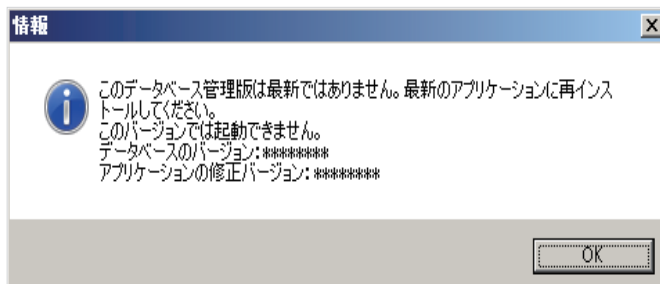 情報
このデータベース管理版は最新ではありません。最新のアプリケーションに再インス
トールしてください。
このバージョンでは起動できません。
データベースのバージョン:********
アプリケーションの修正バージョン:********
OK